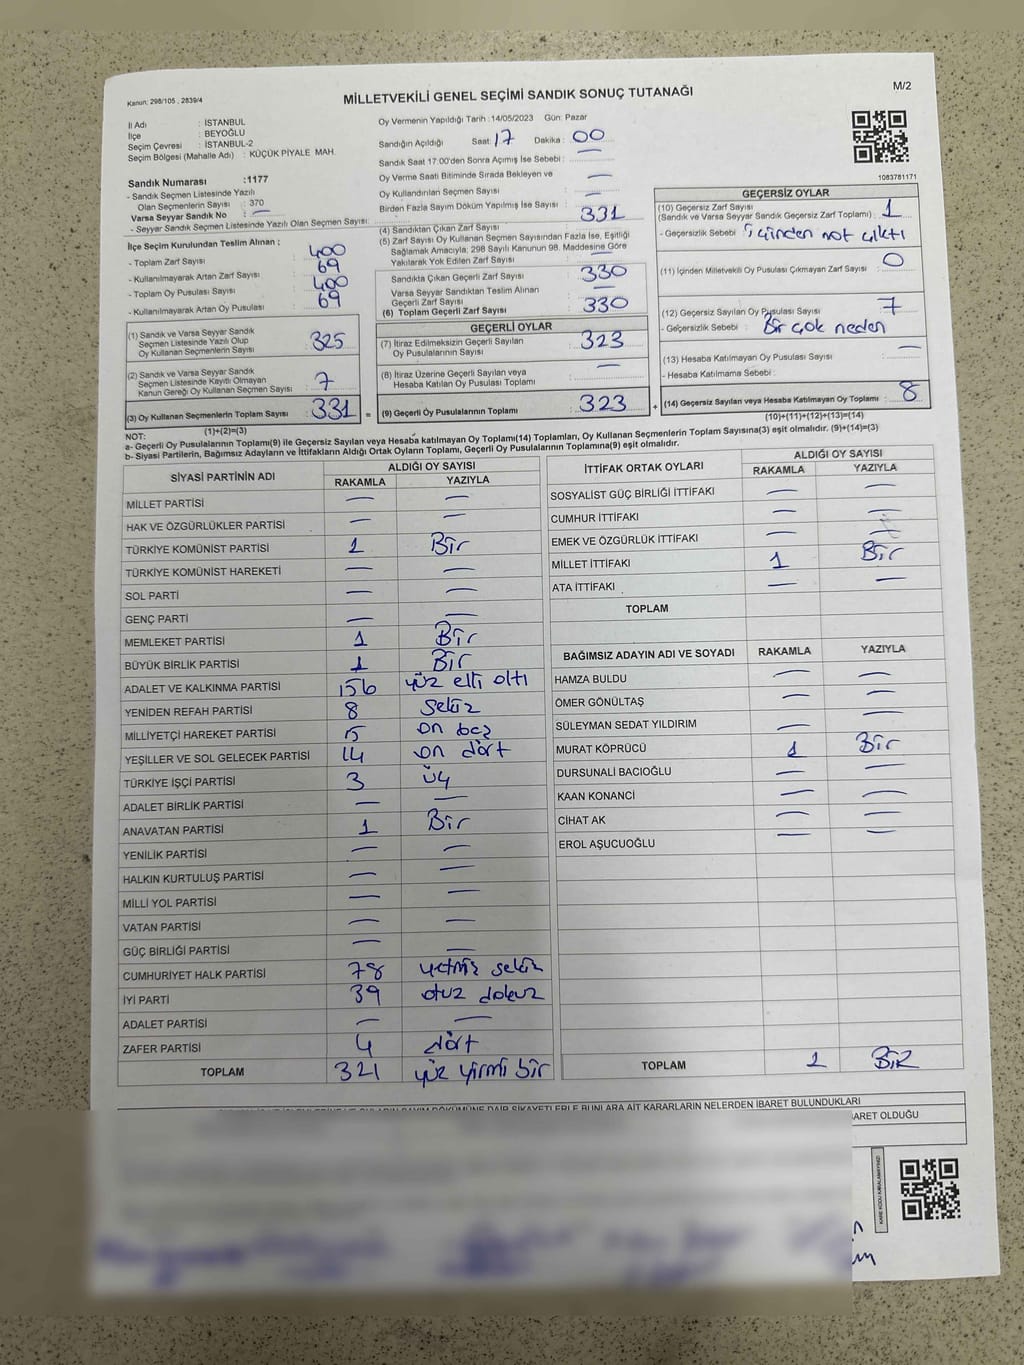 Kanun: 298/105 , 2839/4
M/2
MİLLETVEKİLİ GENEL SEÇİMİ SANDIK SONUÇ TUTANAĞI
İl Adı : İSTANBUL
İlçe : BEYOĞLU
Seçim Çevresi : İSTANBUL-2
Seçim Bölgesi (Mahalle Adı) : KÜÇÜK PİYALE MAH.
Sandık Numarası :1177
- Sandık Seçmen Listesinde Yazılı
Olan Seçmenlerin Sayısı : 370
Varsa Seyyar Sandık No : —
- Seyyar Sandık Seçmen Listesinde Yazılı Olan Seçmen Sayısı:
İlçe Seçim Kurulundan Teslim Alınan ;
- Toplam Zarf Sayısı : 400
- Kullanılmayarak Artan Zarf Sayısı : 69
- Toplam Oy Pusulası Sayısı : 400
- Kullanılmayarak Artan Oy Pusulası : 69
(1) Sandık ve Varsa Seyyar Sandık
Seçmen Listesinde Yazılı Olup
Oy Kullanan Seçmenlerin Sayısı : 325
(2) Sandık ve Varsa Seyyar Sandık
Seçmen Listesinde Kayıtlı Olmayan
Kanun Gereği Oy Kullanan Seçmen Sayısı : 7
(3) Oy Kullanan Seçmenlerin Toplam Sayısı : 331 =
(1)+(2)=(3)
Oy Vermenin Yapıldığı Tarih : 14/05/2023 Gün: Pazar
Sandığın Açıldığı Saat: 17 Dakika : 00
Sandık Saat 17.00'den Sonra Açımış İse Sebebi : —
Oy Verme Saati Bitiminde Sırada Bekleyen ve
Oy Kullandırılan Seçmen Sayısı : —
Birden Fazla Sayım Döküm Yapılmış İse Sayısı : —
(4) Sandıktan Çıkan Zarf Sayısı : 331
(5) Zarf Sayısı Oy Kullanan Seçmen Sayısından Fazla İse, Eşitliği
Sağlamak Amacıyla, 298 Sayılı Kanunun 98. Maddesine Göre
Yakılarak Yok Edilen Zarf Sayısı : —
Sandıkta Çıkan Geçerli Zarf Sayısı : 330
Varsa Seyyar Sandıktan Teslim Alınan
Geçerli Zarf Sayısı : —
(6) Toplam Geçerli Zarf Sayısı : 330
GEÇERLİ OYLAR
(7) İtiraz Edilmeksizin Geçerli Sayılan
Oy Pusulalarının Sayısı : 323
(8) İtiraz Üzerine Geçerli Sayılan veya
Hesaba Katılan Oy Pusulası Toplamı : —
(9) Geçerli Oy Pusulalarının Toplamı : 323 +
1083781171
GEÇERSİZ OYLAR
(10) Geçersiz Zarf Sayısı
(Sandık ve Varsa Seyyar Sandık Geçersiz Zarf Toplamı) : 1
- Geçersizlik Sebebi : içinden not çıktı
(11) İçinden Milletvekili Oy Pusulası Çıkmayan Zarf Sayısı : 0
(12) Geçersiz Sayılan Oy Pusulası Sayısı : 7
- Geçersizlik Sebebi : Bir çok neden
(13) Hesaba Katılmayan Oy Pusulası Sayısı : —
- Hesaba Katılmama Sebebi :
(14) Geçersiz Sayılan veya Hesaba Katılmayan Oy Toplamı : 8
(10)+(11)+(12)+(13)=(14)
NOT:
a- Geçerli Oy Pusulalarının Toplamı(9) ile Geçersiz Sayılan veya Hesaba katılmayan Oy Toplamı(14) Toplamları, Oy Kullanan Seçmenlerin Toplam Sayısına(3) eşit olmalıdır. (9)+(14)=(3)
b- Siyasi Partilerin, Bağımsız Adayların ve İttifakların Aldığı Ortak Oyların Toplamı, Geçerli Oy Pusulalarının Toplamına(9) eşit olmalıdır.
SİYASİ PARTİNİN ADI ALDIĞI OY SAYISI
RAKAMLA YAZIYLA
MİLLET PARTİSİ — —
HAK VE ÖZGÜRLÜKLER PARTİSİ — —
TÜRKİYE KOMÜNİST PARTİSİ 1 Bir
TÜRKİYE KOMÜNİST HAREKETİ — —
SOL PARTİ — —
GENÇ PARTİ — —
MEMLEKET PARTİSİ 1 Bir
BÜYÜK BİRLİK PARTİSİ 1 Bir
ADALET VE KALKINMA PARTİSİ 156 yüz elli altı
YENİDEN REFAH PARTİSİ 8 sekiz
MİLLİYETÇİ HAREKET PARTİSİ 15 on beş
YEŞİLLER VE SOL GELECEK PARTİSİ 14 on dört
TÜRKİYE İŞÇİ PARTİSİ 3 üç
ADALET BİRLİK PARTİSİ — —
ANAVATAN PARTİSİ 1 Bir
YENİLİK PARTİSİ — —
HALKIN KURTULUŞ PARTİSİ — —
MİLLİ YOL PARTİSİ — —
VATAN PARTİSİ — —
GÜÇ BİRLİĞİ PARTİSİ — —
CUMHURİYET HALK PARTİSİ 78 yetmiş sekiz
İYİ PARTİ 39 otuz dokuz
ADALET PARTİSİ — —
ZAFER PARTİSİ 4 dört
TOPLAM 321 yüz yirmi bir
İTTİFAK ORTAK OYLARI ALDIĞI OY SAYISI
RAKAMLA YAZIYLA
SOSYALİST GÜÇ BİRLİĞİ İTTİFAKI — —
CUMHUR İTTİFAKI — —
EMEK VE ÖZGÜRLÜK İTTİFAKI — —
MİLLET İTTİFAKI 1 Bir
ATA İTTİFAKI — —
TOPLAM
BAĞIMSIZ ADAYIN ADI VE SOYADI RAKAMLA YAZIYLA
HAMZA BULDU — —
ÖMER GÖNÜLTAŞ — —
SÜLEYMAN SEDAT YILDIRIM — —
MURAT KÖPRÜCÜ 1 Bir
DURSUNALİ BACIOĞLU — —
KAAN KONANCİ — —
CİHAT AK — —
EROL AŞUCUOĞLU — —
TOPLAM 1 BİR
NELERDEN İBARET BULUNDUKLARI
BARET OLDUĞU